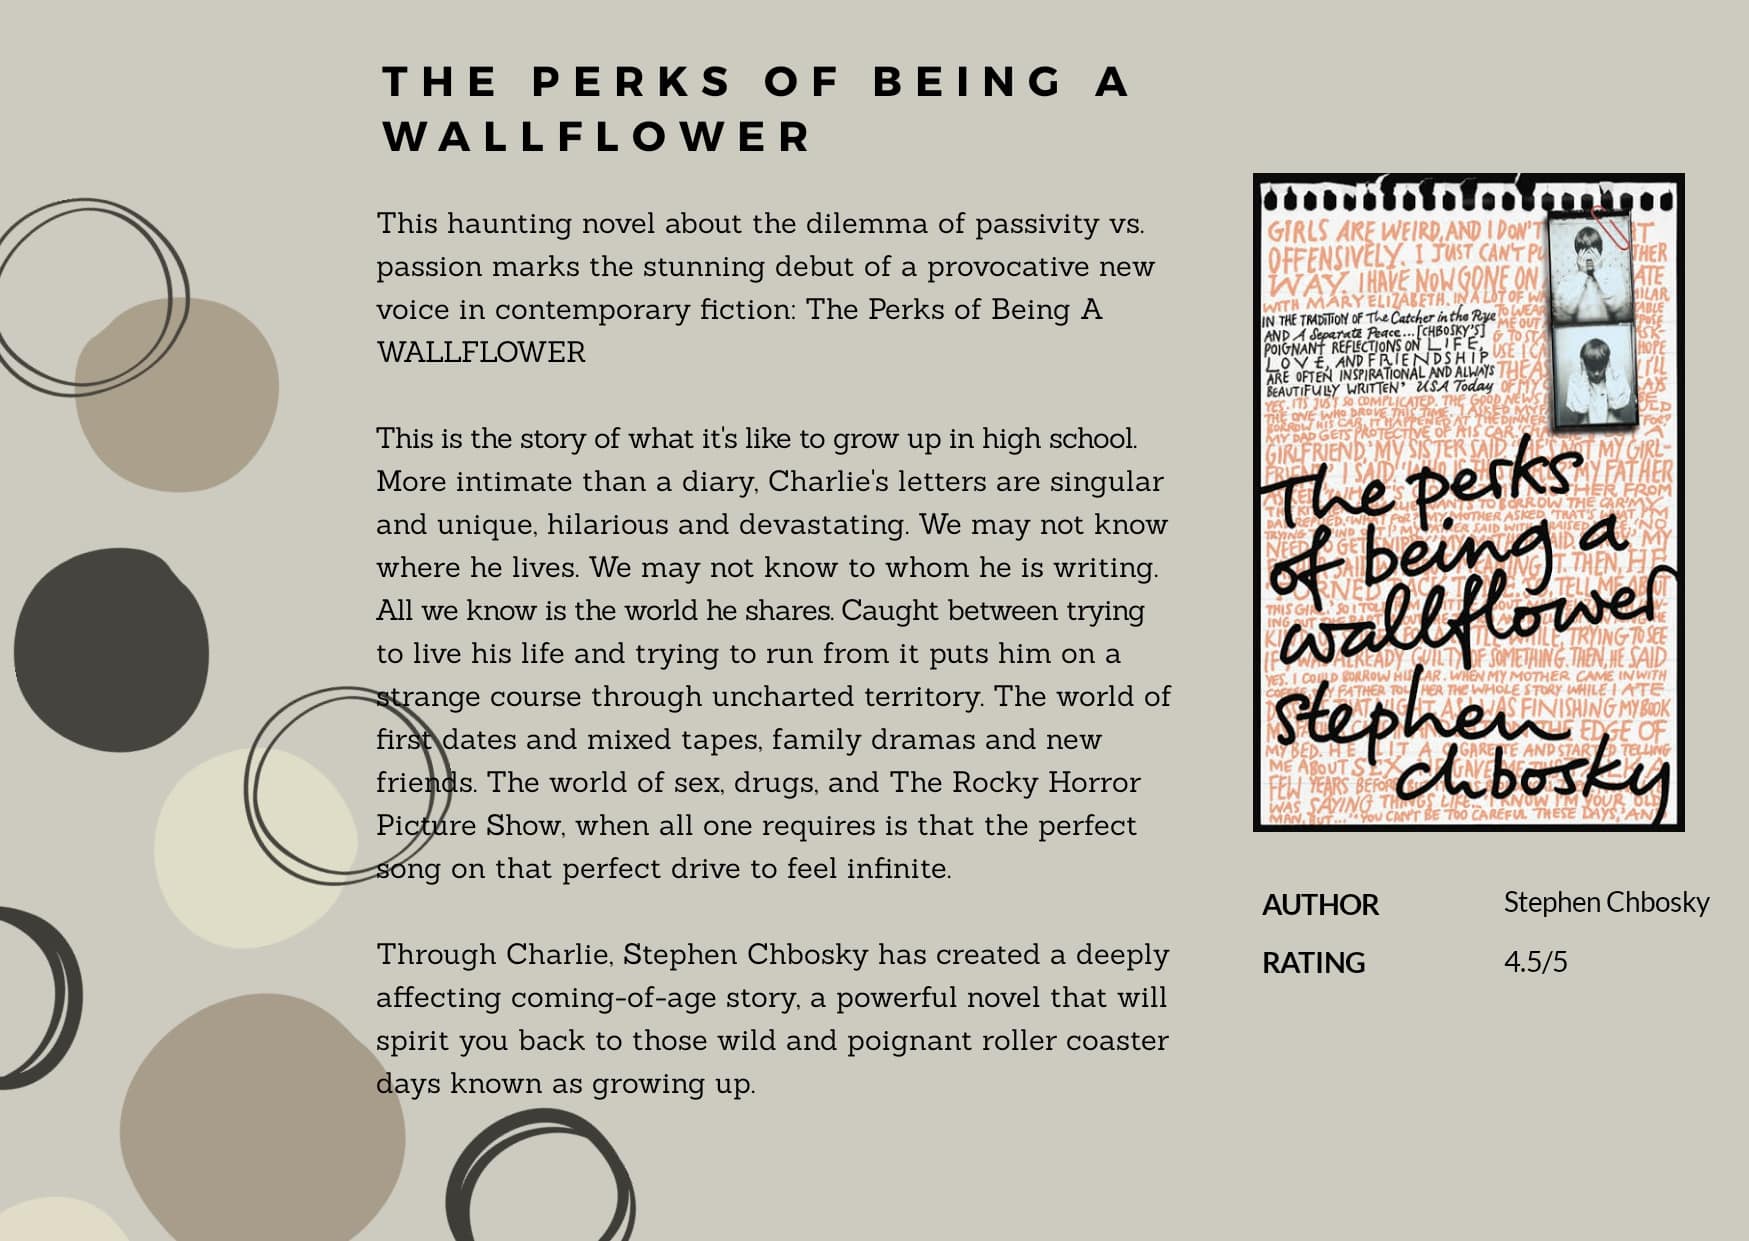 THE PERKS OF BEING A
WALLFLOWER
This haunting novel about the dilemma of passivity vs.
passion marks the stunning debut of a provocative new
voice in contemporary fiction: The Perks of Being A
WALLFLOWER
This is the story of what it's like to grow up in high school.
More intimate than a diary, Charlie's letters are singular
and unique, hilarious and devastating. We may not know
where he lives. We may not know to whom he is writing.
All we know is the world he shares. Caught between trying
to live his life and trying to run from it puts him on a
strange course through uncharted territory. The world of
first dates and mixed tapes, family dramas and new
friends. The world of sex, drugs, and The Rocky Horror
Picture Show, when all one requires is that the perfect
song on that perfect drive to feel infinite.
Through Charlie, Stephen Chbosky has created a deeply
affecting coming-of-age story, a powerful novel that will
spirit you back to those wild and poignant roller coaster
days known as growing up.
GIRLS ARE WEIRD, AND I DON'T
OFFENSIVELY. I JUST CAN'T
WAY. I HAVE NOW GONE ON
WITH MARY ELIZABETH. IN A LOT OF
IN THE TRADITION OF The Catcher in the Rye
AND A Separate Peace...[CHBOSKY'S]
POIGNANT REFLECTIONS ON LIFE,
LOVE, AND FRIENDSHIP
ARE OFTEN INSPIRATIONAL AND ALWAYS
BEAUTIFULLY WRITTEN' USA Today
YES. IT'S JUST SO COMPLICATED. THE GOOD NEWS
The perks
of being a
wallflower
stephen
chbosky
AUTHOR Stephen Chbosky
RATING 4.5/5